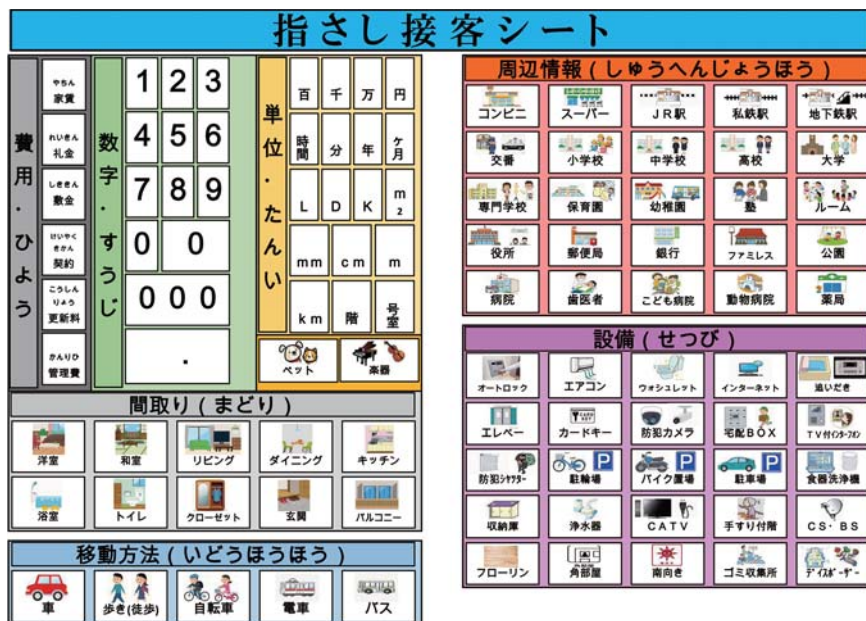 指さし接客シート
費用・ひよう
やちん
家賃
れいきん
礼金
しききん
敷金
けいやく
きかん
契約
こうしん
りょう
更新料
かんりひ
管理費
数字・すうじ
1 2 3
4 5 6
7 8 9
0 0
000
.
単位・たんい
百 千 万 円
時間 分 年 ヶ月
L D K m2
mm cm m
km 階 号室
ペット 楽器
間取り(まどり)
洋室 和室 リビング ダイニング キッチン
浴室 トイレ クローゼット 玄関 バルコニー
移動方法(いどうほうほう)
車 歩き(徒歩) 自転車 電車 バス
周辺情報(しゅうへんじょうほう)
コンビニ スーパー JR駅 私鉄駅 地下鉄駅
交番 小学校 中学校 高校 大学
専門学校 保育園 幼稚園 塾 ルーム
役所 郵便局 銀行 ファミレス 公園
病院 歯医者 こども病院 動物病院 薬局
設備(せつび)
オートロック エアコン ウォシュレット インターネット 追いだき
エレベー カードキー 防犯カメラ 宅配BOX TV付インターフォン
防犯シャッター 駐輪場 バイク置場 駐車場 食器洗浄機
収納庫 浄水器 CATV 手すり付階 CS・BS
フローリン 角部屋 南向き ゴミ収集所 ディスポーザー